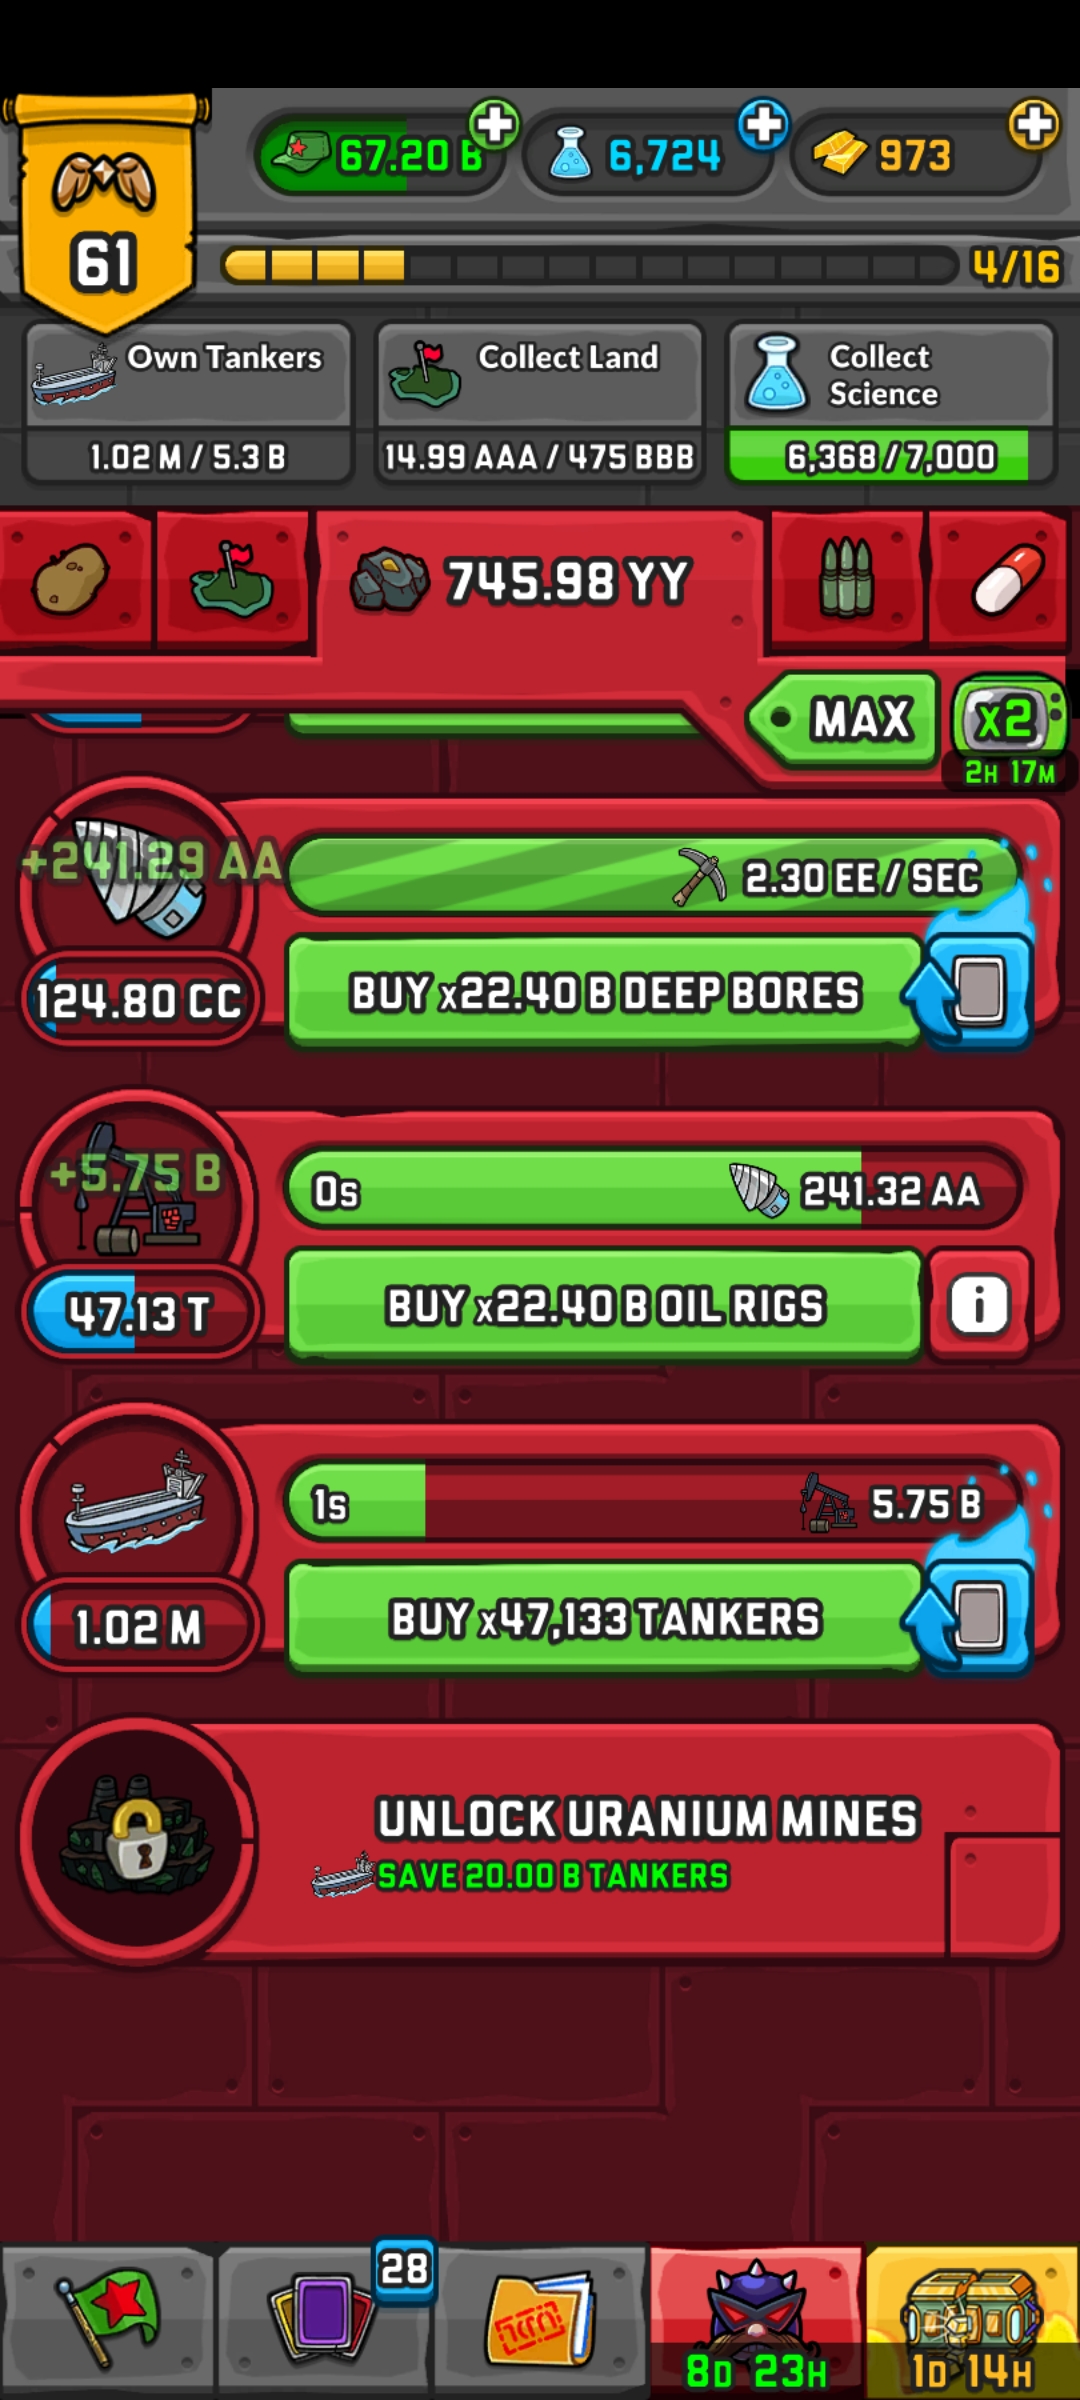 67.20 B
6,724
973
61
4/16
Own Tankers
1.02 M / 5.3 B
Collect Land
14.99 AAA / 475 BBB
Collect
Science
6,368 / 7,000
745.98 YY
MAX
x2
2H 17M
+241.29 AA
2.30 EE / SEC
124.80 CC
BUY x22.40 B DEEP BORES
+5.75 B
0s
241.32 AA
47.13 T
BUY x22.40 B OIL RIGS
i
1s
5.75 B
1.02 M
BUY x47,133 TANKERS
UNLOCK URANIUM MINES
SAVE 20.00 B TANKERS
28
8D 23H
1D 14H